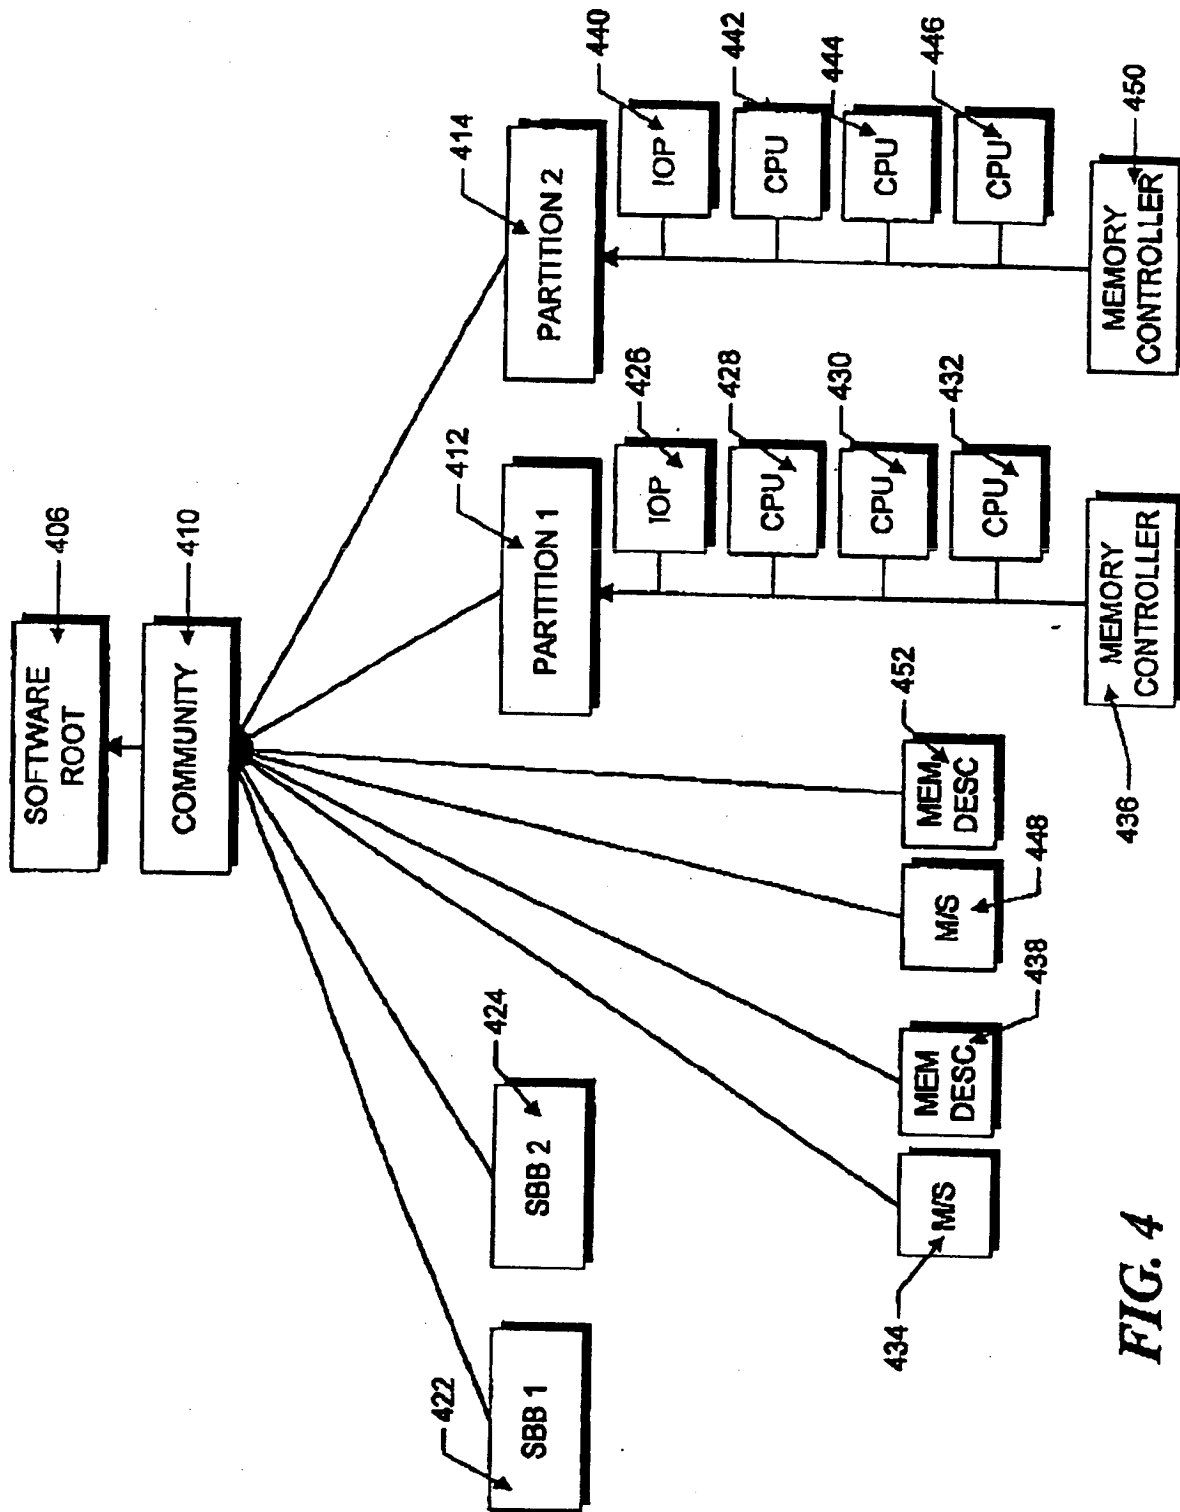 SOFTWARE
ROOT
406
COMMUNITY
410
422
SBB 1
SBB 2
424
412
PARTITION 1
414
PARTITION 2
IOP
426
CPU
428
CPU
430
CPU
432
IOP
440
CPU
442
CPU
444
CPU
446
434
M/S
MEM
DESC
438
M/S
448
MEM
DESC
452
436
MEMORY
CONTROLLER
MEMORY
CONTROLLER
450
FIG. 4